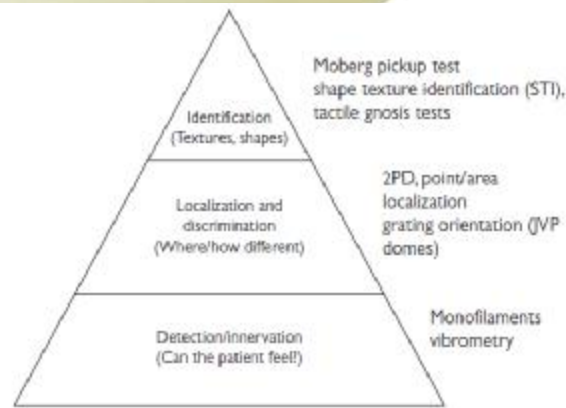 Moberg pickup test
shape texture identification (STI),
tactile gnosis tests
Identification
(Textures, shapes)
2PD, point/area
localization
grating orientation (JVP
domes)
Localization and
discrimination
(Where/how different)
Monofilaments
vibrometry
Detection/innervation
(Can the patient feel?)